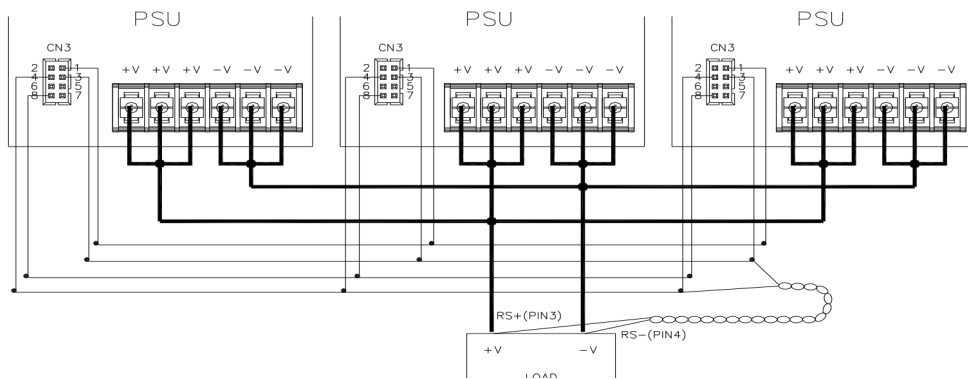 PSU PSU PSU
CN3 CN3 CN3
+V +V +V -V -V -V
+V +V +V -V -V -V
+V +V +V -V -V -V
2 1
4 3
6 5
8 7
2 1
4 3
6 5
8 7
2 1
4 3
6 5
8 7
RS+(PIN3)
RS-(PIN4)
+V -V
LOAD